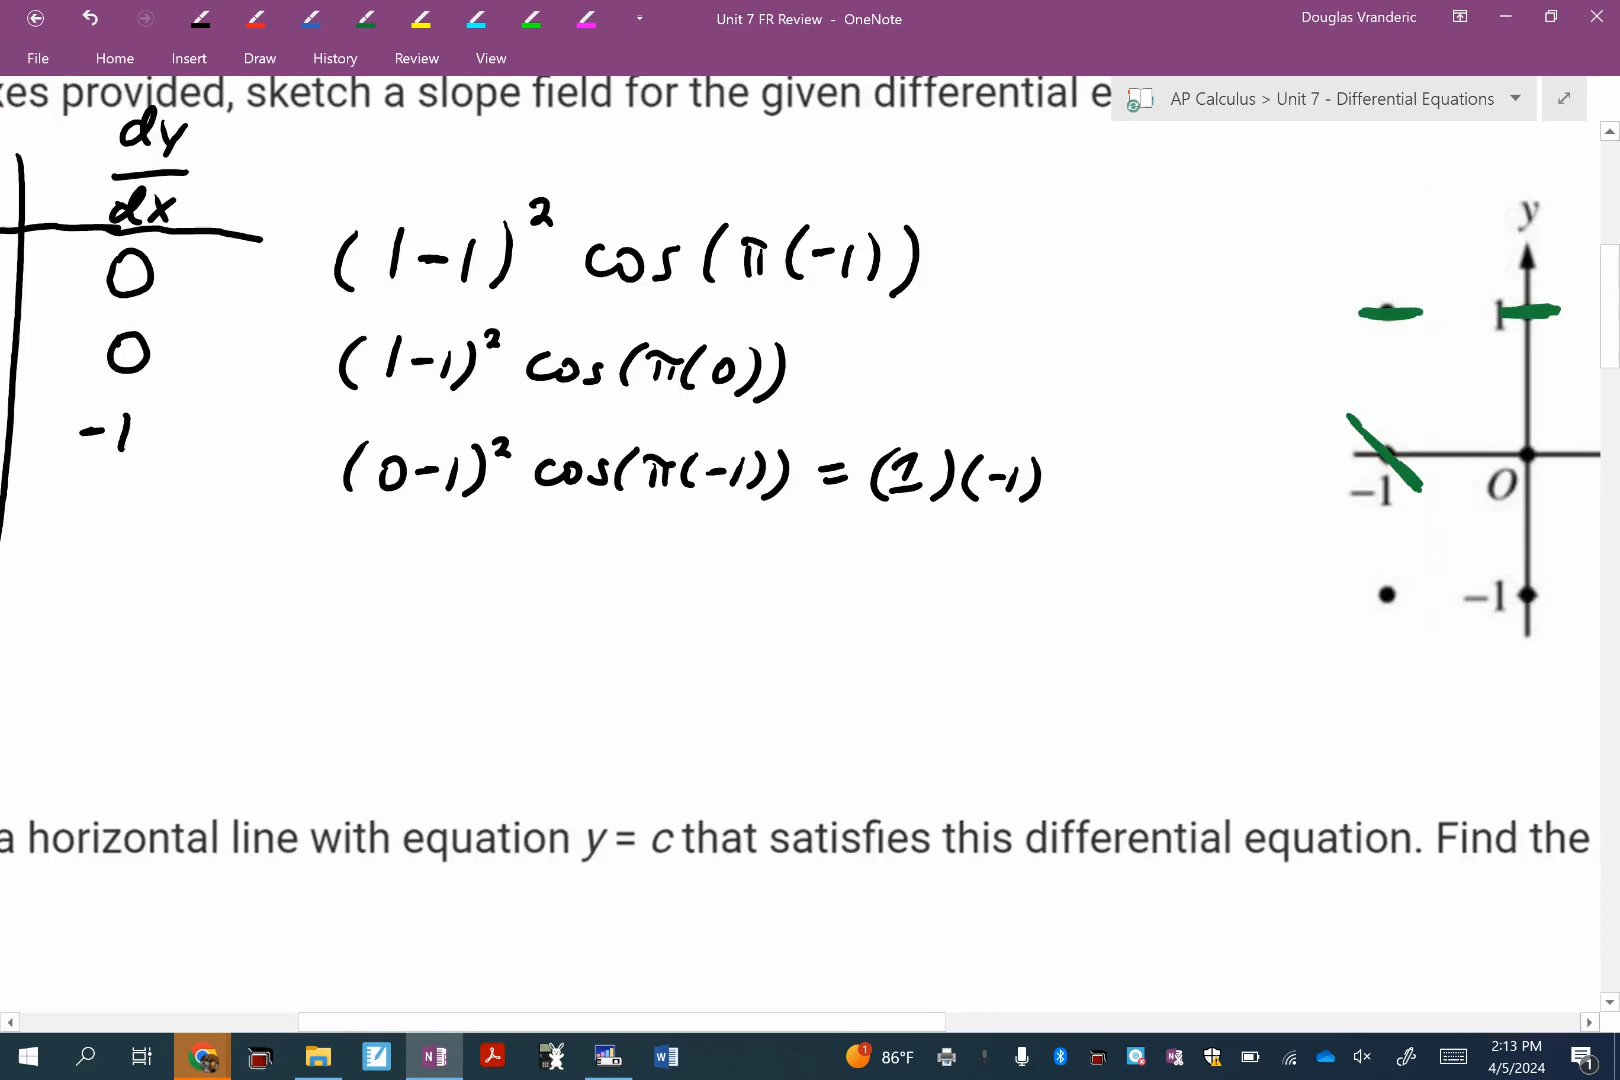 Unit 7 FR Review - OneNote
Douglas Vranderic
File Home Insert Draw History Review View
xes provided, sketch a slope field for the given differential e
AP Calculus > Unit 7 - Differential Equations
dy
dx
0 (1-1)² cos(π(-1))
0 (1-1)² cos(π(0))
-1 (0-1)² cos(π(-1)) = (1)(-1)
y
1
-1 O
-1
a horizontal line with equation y = c that satisfies this differential equation. Find the
1 86°F 2:13 PM
4/5/2024 1